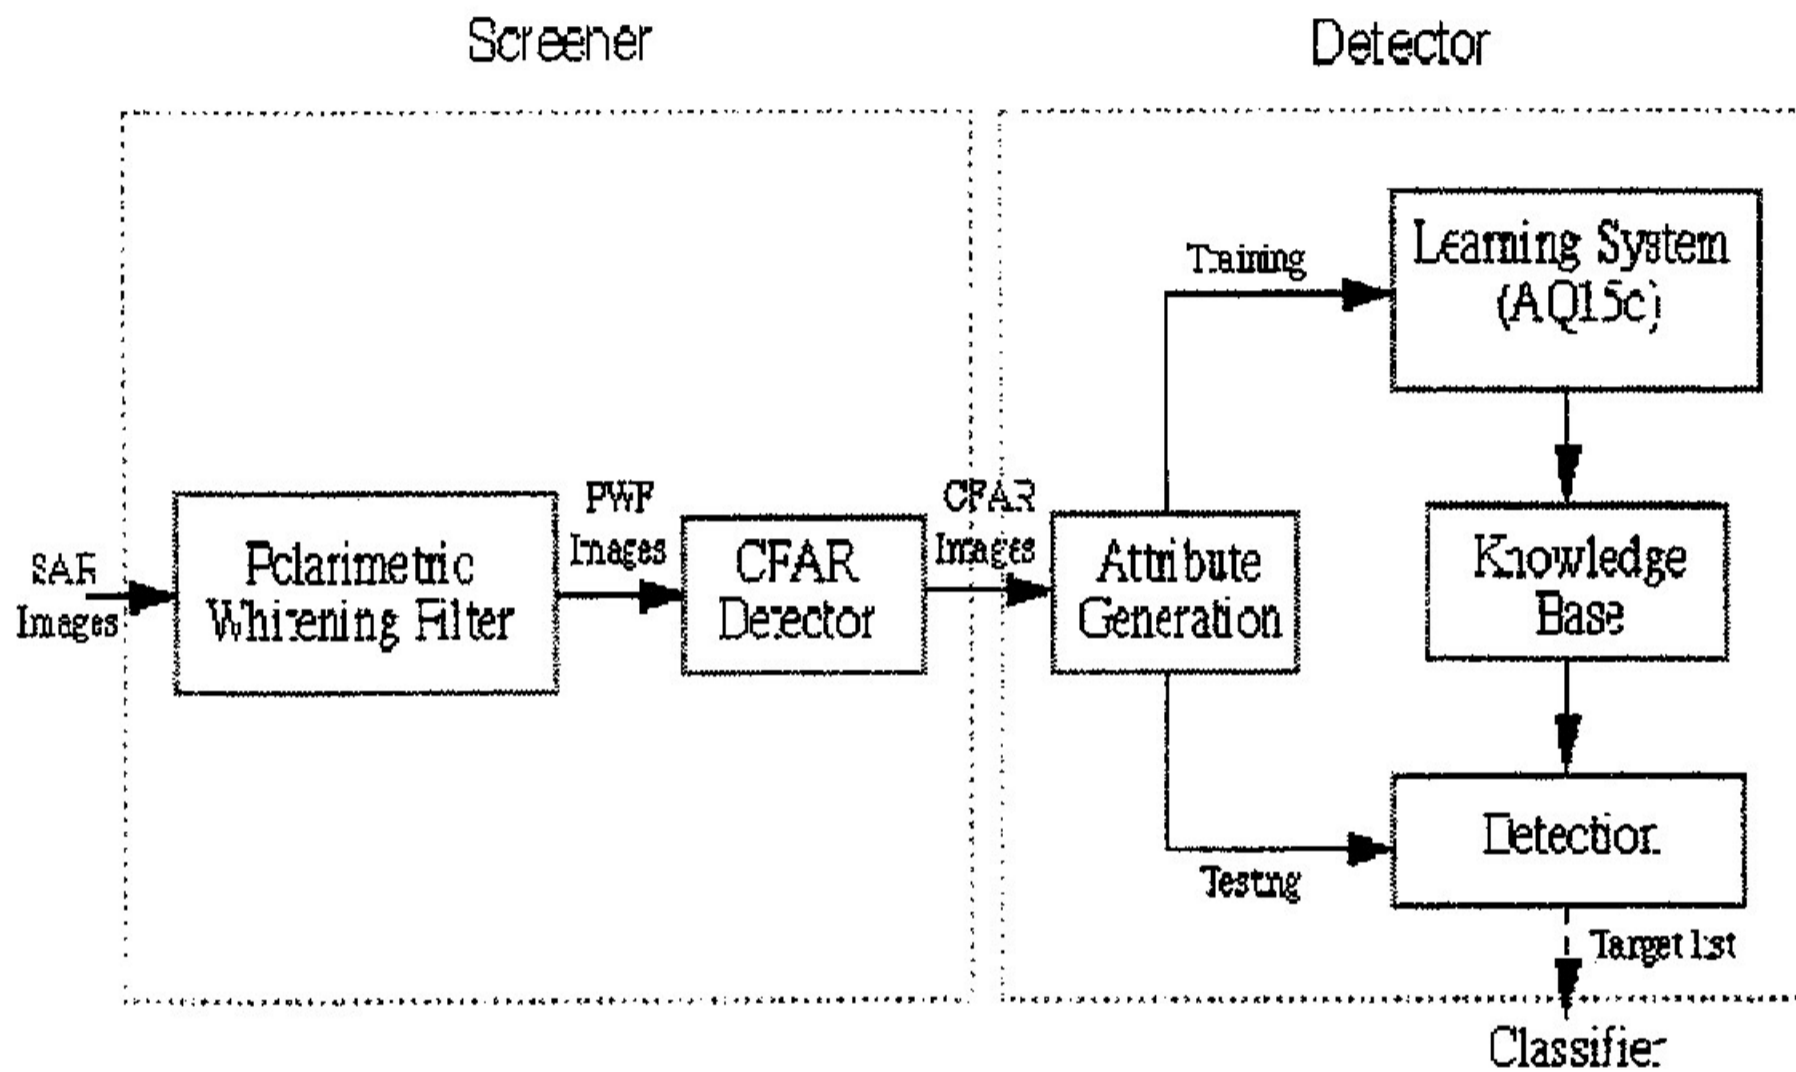 Screener
Detector
Training
Learning System
(AQ15c)
PWF
Images
CFAR
Images
SAR
Images
Polarimetric
Whitening Filter
CFAR
Detector
Attribute
Generation
Knowledge
Base
Testing
Detection
Target list
Classifier